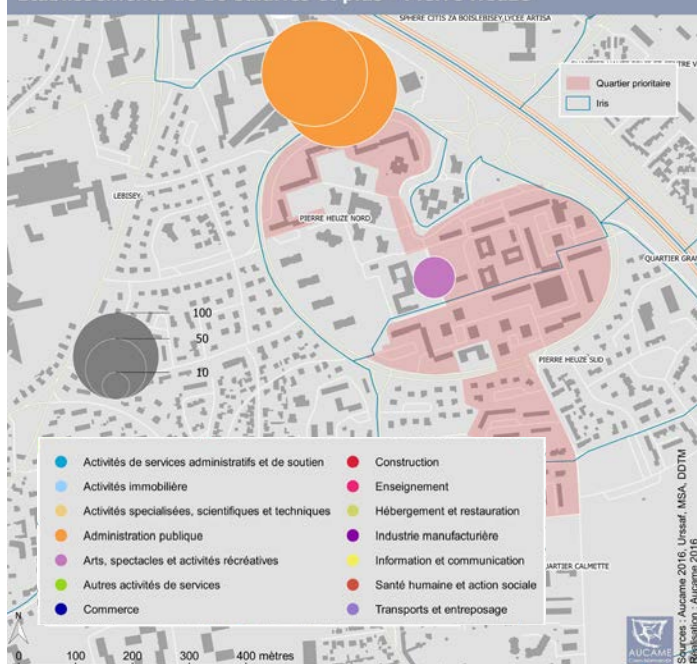 SPHERE CITIS ZA BOISLEBISEY LYCEE ARTISA
Quartier prioritaire
Iris
LEBISEY
PIERRE HEUZE NORD
QUARTIER GRA
100
50
10
PIERRE HEUZE SUD
Activités de services administratifs et de soutien
Activités immobilière
Activités spécialisées, scientifiques et techniques
Administration publique
Arts, spectacles et activités récréatives
Autres activités de services
Commerce
Construction
Enseignement
Hébergement et restauration
Industrie manufacturière
Information et communication
Santé humaine et action sociale
Transports et entreposage
UARTIER CALMETTE
N
0 100 200 300 400 mètres
AUCAME
Sources : Aucame 2016, Urssaf, MSA, DDTM
Réalisation : Aucame 2016